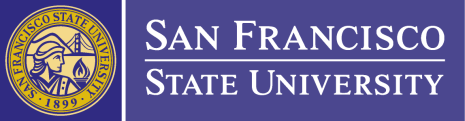 SAN FRANCISCO STATE UNIVERSITY
· 1899 ·
SAN FRANCISCO
STATE UNIVERSITY